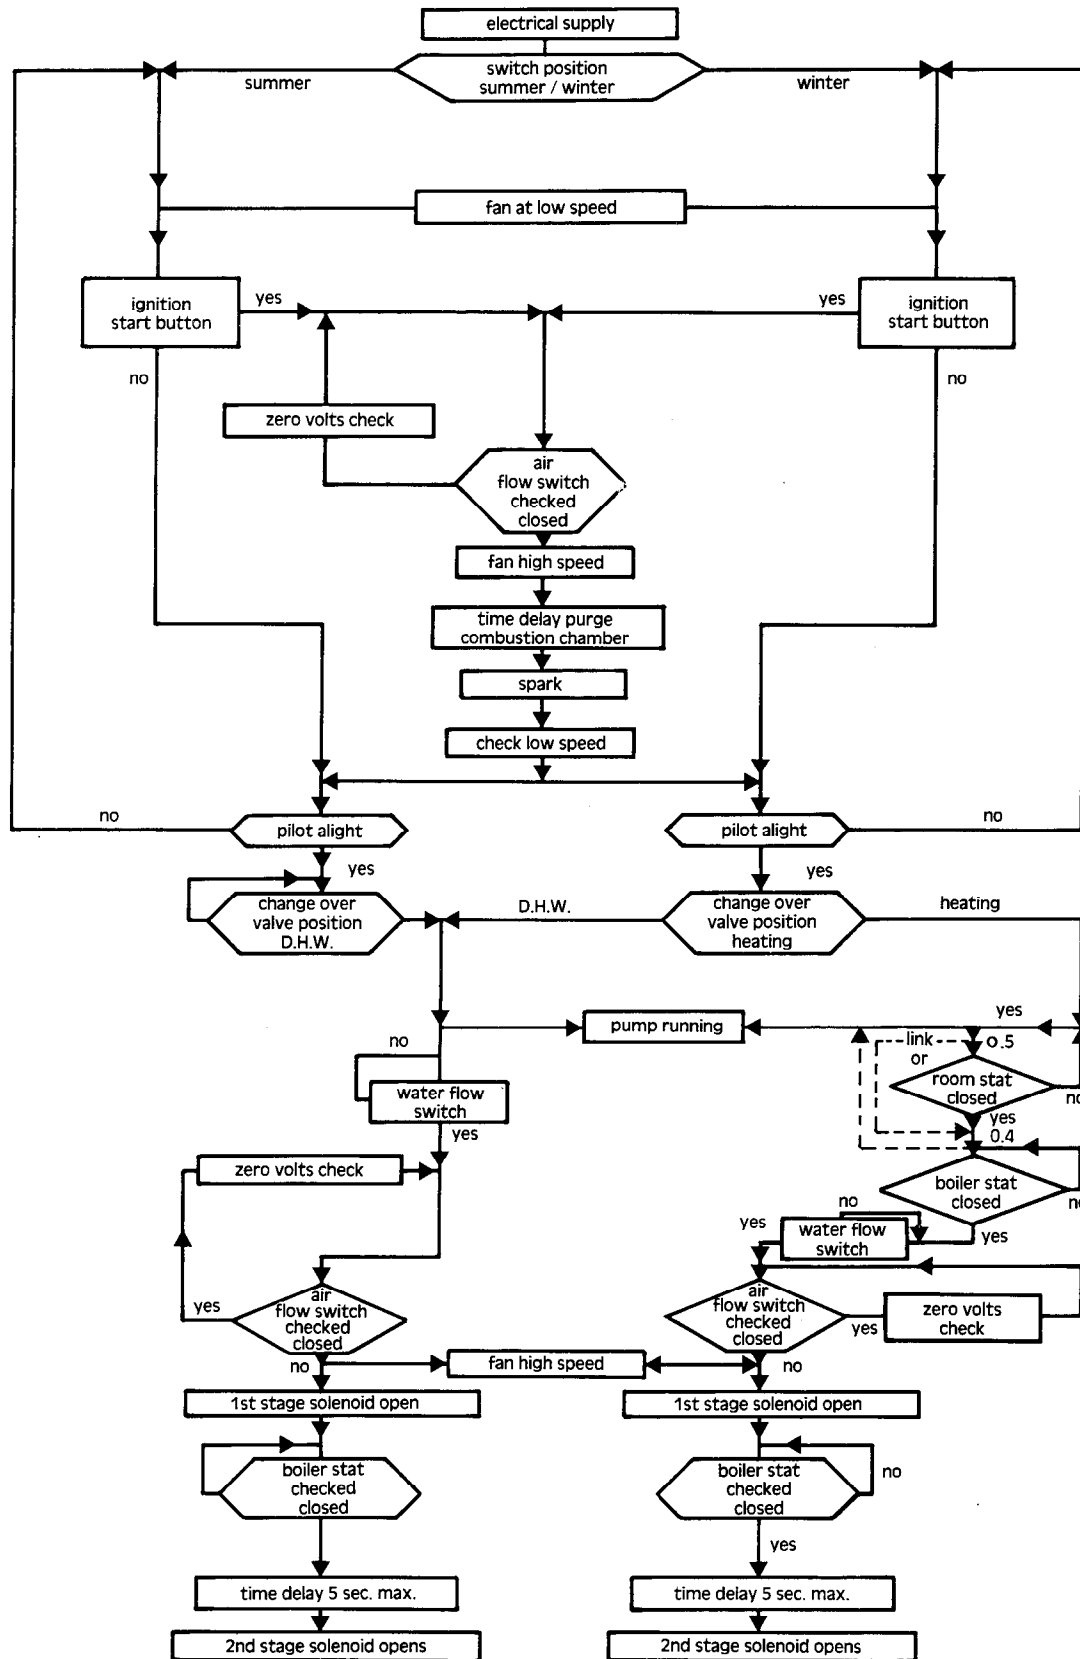 electrical supply
switch position
summer / winter
summer
winter
fan at low speed
ignition
start button
yes
yes
ignition
start button
no
no
zero volts check
air
flow switch
checked
closed
fan high speed
time delay purge
combustion chamber
spark
check low speed
no
pilot alight
pilot alight
no
yes
yes
change over
valve position
D.H.W.
D.H.W.
change over
valve position
heating
heating
pump running
yes
no
link
or
0.5
room stat
closed
no
water flow
switch
yes
yes
0.4
zero volts check
boiler stat
closed
no
no
yes
water flow
switch
yes
air
flow switch
checked
closed
yes
air
flow switch
checked
closed
yes
zero volts
check
no
fan high speed
no
1st stage solenoid open
1st stage solenoid open
boiler stat
checked
closed
boiler stat
checked
closed
no
yes
time delay 5 sec. max.
time delay 5 sec. max.
2nd stage solenoid opens
2nd stage solenoid opens